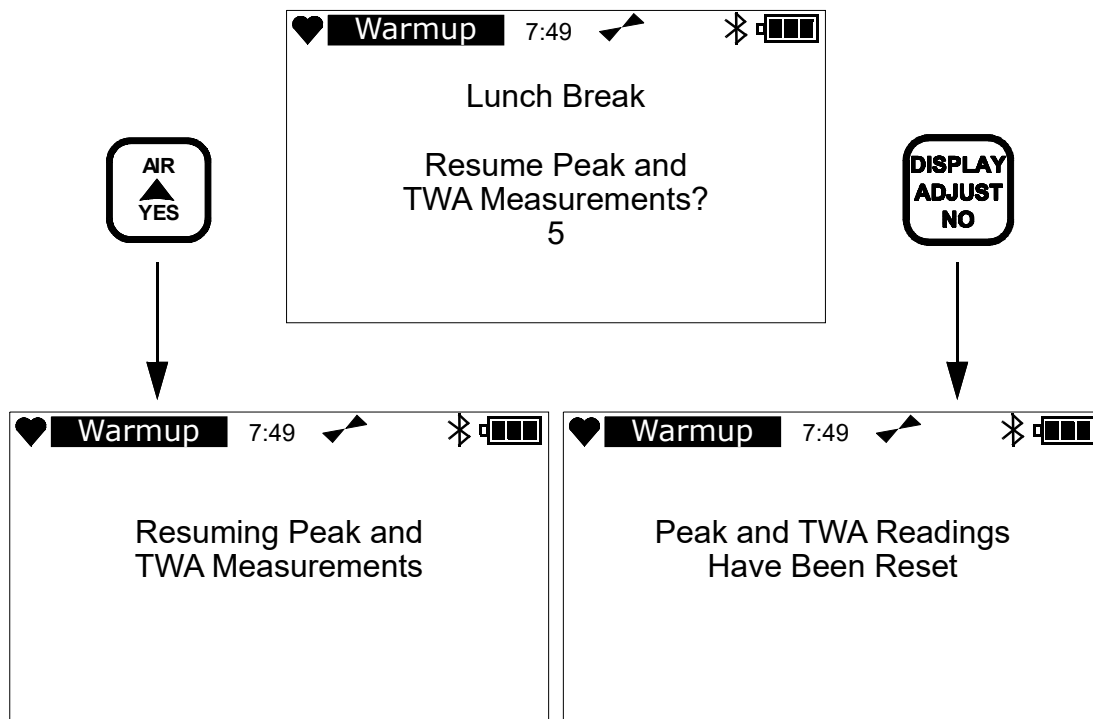 Warmup 7:49
Lunch Break
Resume Peak and
TWA Measurements?
5
AIR
YES
DISPLAY
ADJUST
NO
Warmup 7:49
Resuming Peak and
TWA Measurements
Warmup 7:49
Peak and TWA Readings
Have Been Reset